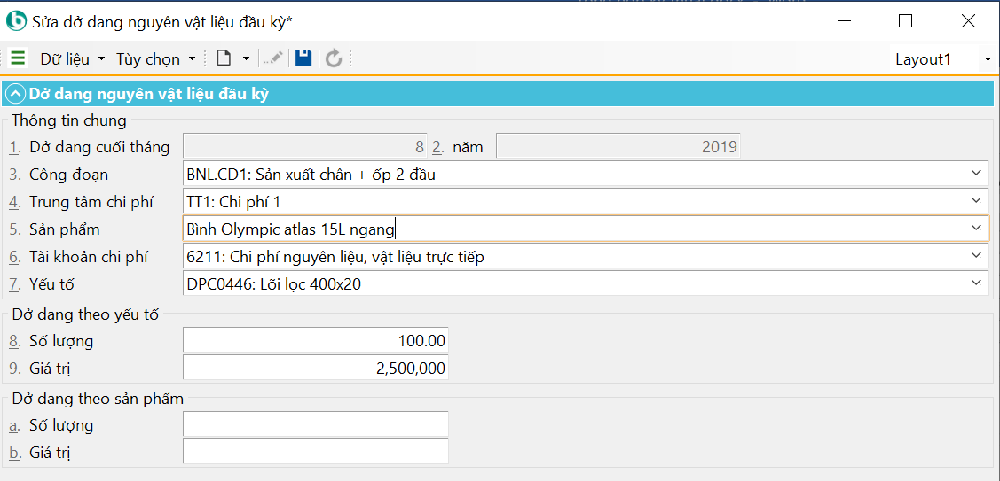 Sửa dở dang nguyên vật liệu đầu kỳ*
Dữ liệu Tùy chọn Layout1
Dở dang nguyên vật liệu đầu kỳ
Thông tin chung
1. Dở dang cuối tháng 8 2. năm 2019
3. Công đoạn BNL.CD1: Sản xuất chân + ốp 2 đầu
4. Trung tâm chi phí TT1: Chi phí 1
5. Sản phẩm Bình Olympic atlas 15L ngang
6. Tài khoản chi phí 6211: Chi phí nguyên liệu, vật liệu trực tiếp
7. Yếu tố DPC0446: Lõi lọc 400x20
Dở dang theo yếu tố
8. Số lượng 100.00
9. Giá trị 2,500,000
Dở dang theo sản phẩm
a. Số lượng
b. Giá trị